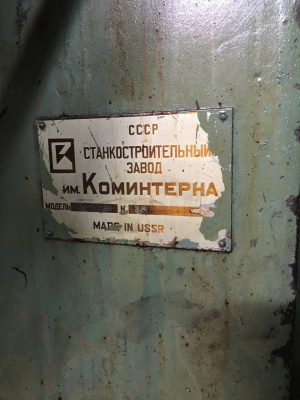 СССР
СТАНКОСТРОИТЕЛЬНЫЙ
ЗАВОД
ИМ. КОМИНТЕРНА
МОДЕЛЬ N
MADE IN USSR